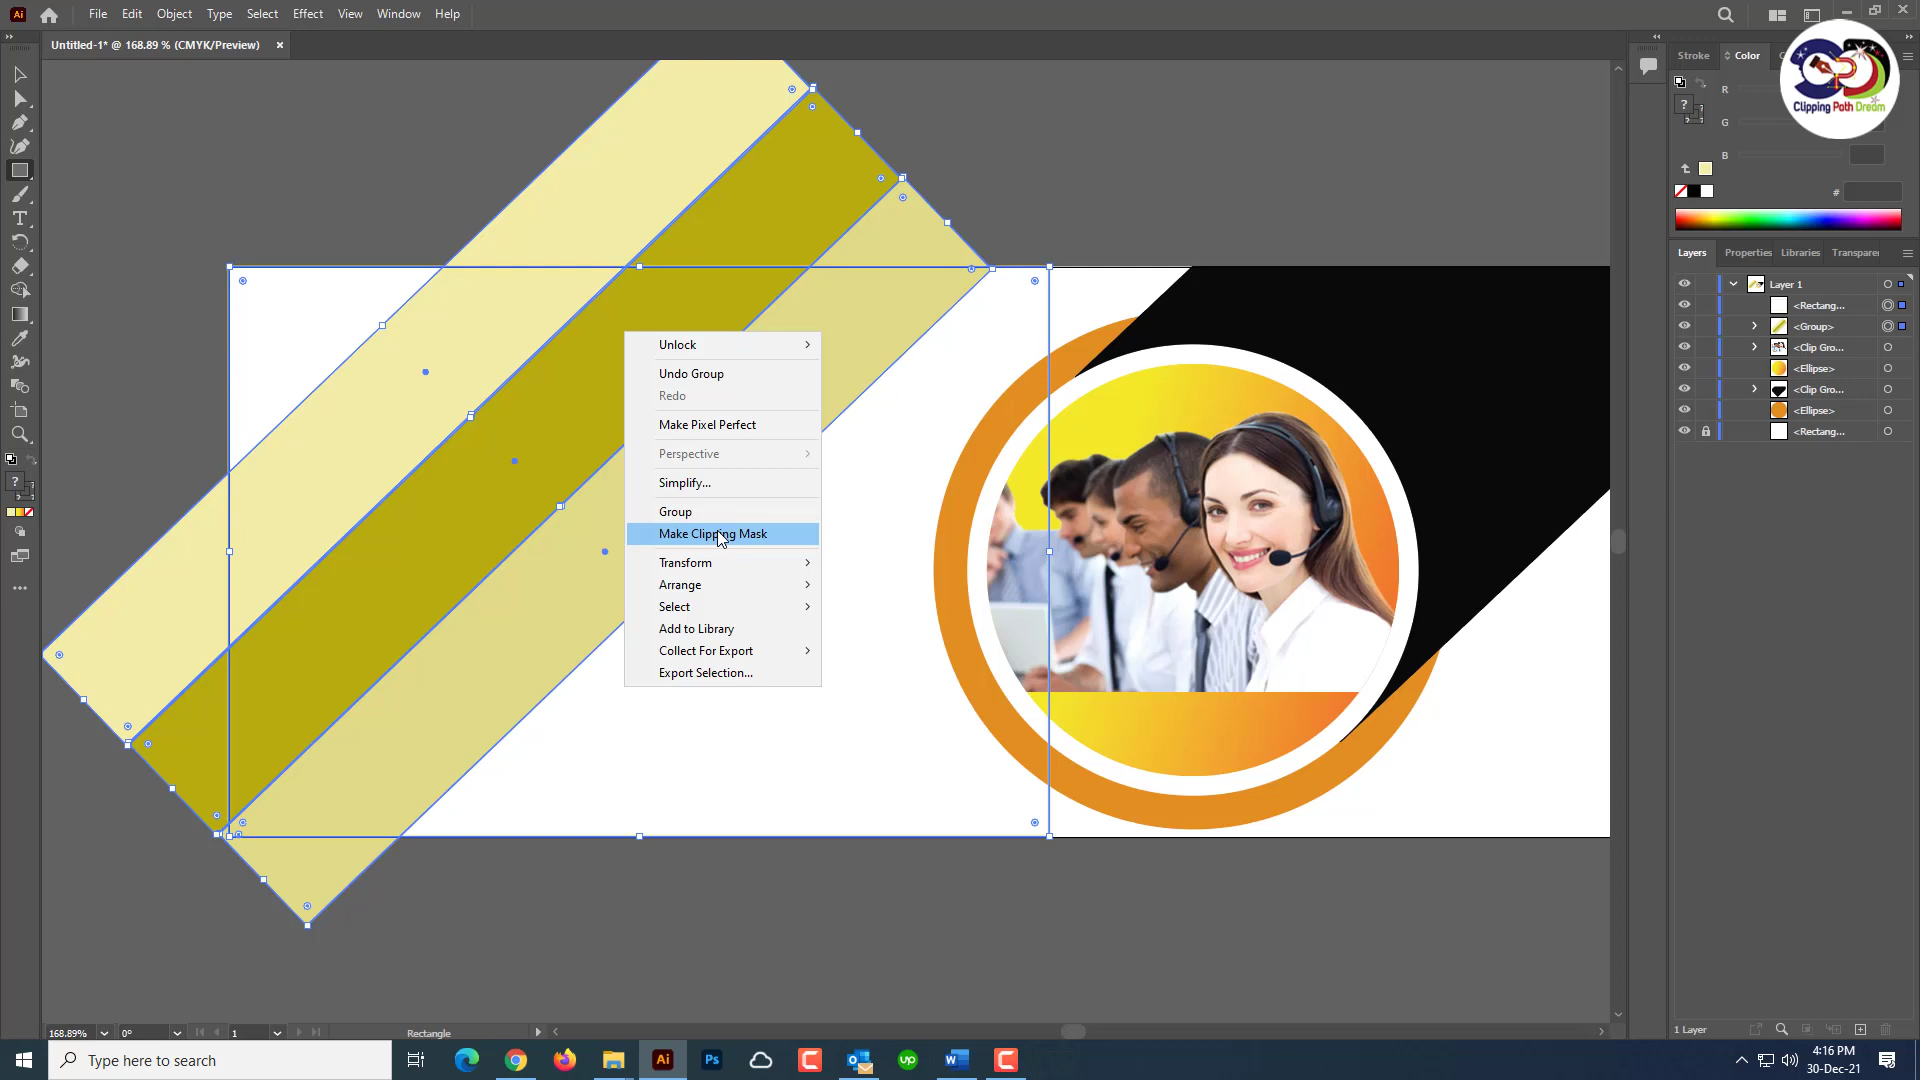 Ai File Edit Object Type Select Effect View Window Help
Untitled-1* @ 168.89 % (CMYK/Preview) ×
Stroke Color
Clipping Path Dream
R
G
B
#
Layers Properties Libraries Transparen
Layer 1
<Rectang...
<Group>
<Clip Gro...
<Ellipse>
<Clip Gro...
<Ellipse>
<Rectang...
Unlock
Undo Group
Redo
Make Pixel Perfect
Perspective
Simplify...
Group
Make Clipping Mask
Transform
Arrange
Select
Add to Library
Collect For Export
Export Selection...
168.89% 0° 1 Rectangle
1 Layer
Type here to search
Ai Ps up
4:16 PM
30-Dec-21